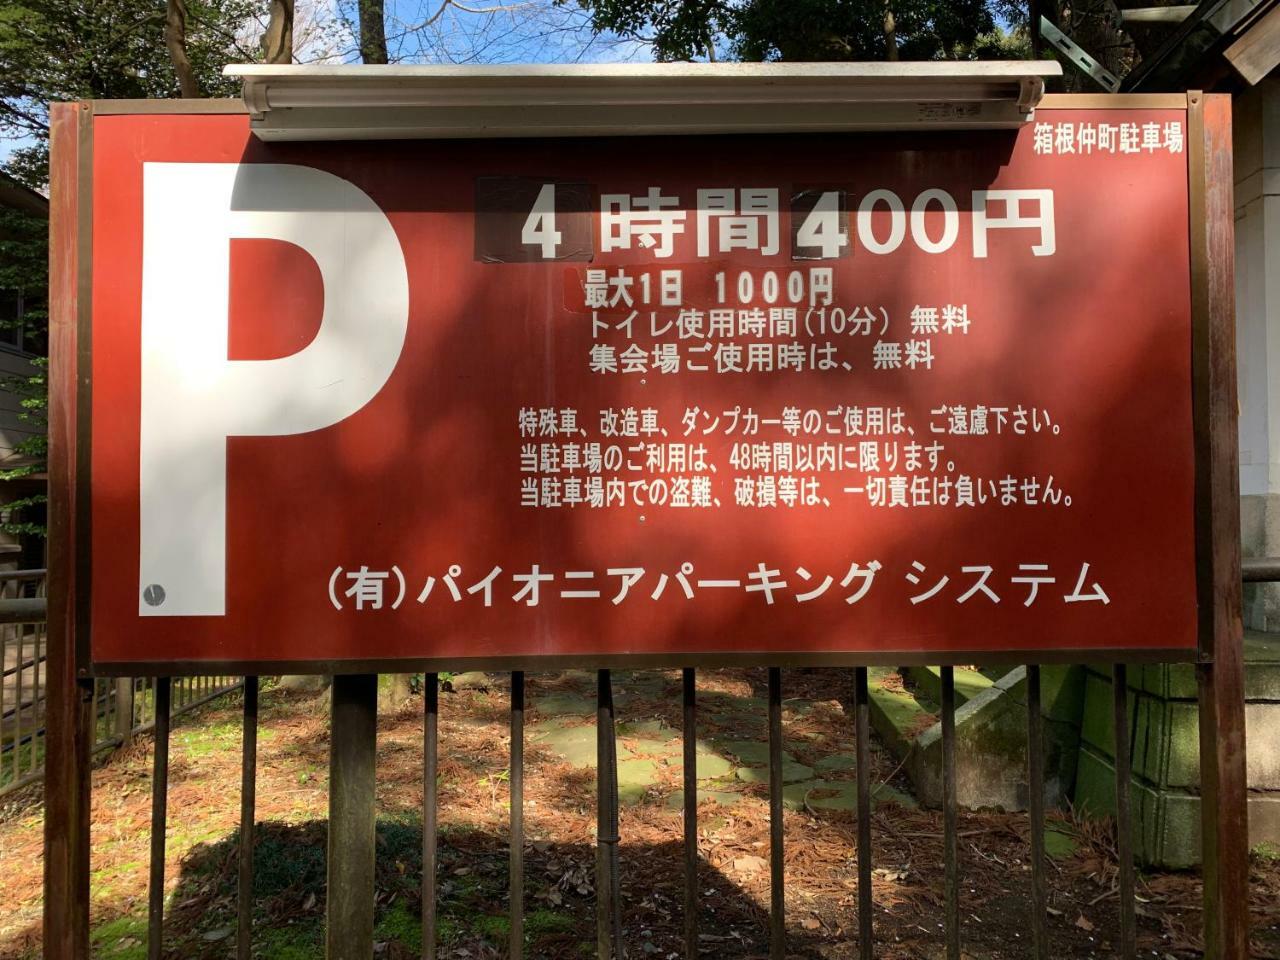 箱根仲町駐車場
P
4時間400円
最大1日 1000円
トイレ使用時間(10分) 無料
集会場ご使用時は、無料
特殊車、改造車、ダンプカー等のご使用は、ご遠慮下さい。
当駐車場のご利用は、48時間以内に限ります。
当駐車場内での盗難、破損等は、一切責任は負いません。
(有)パイオニアパーキング システム